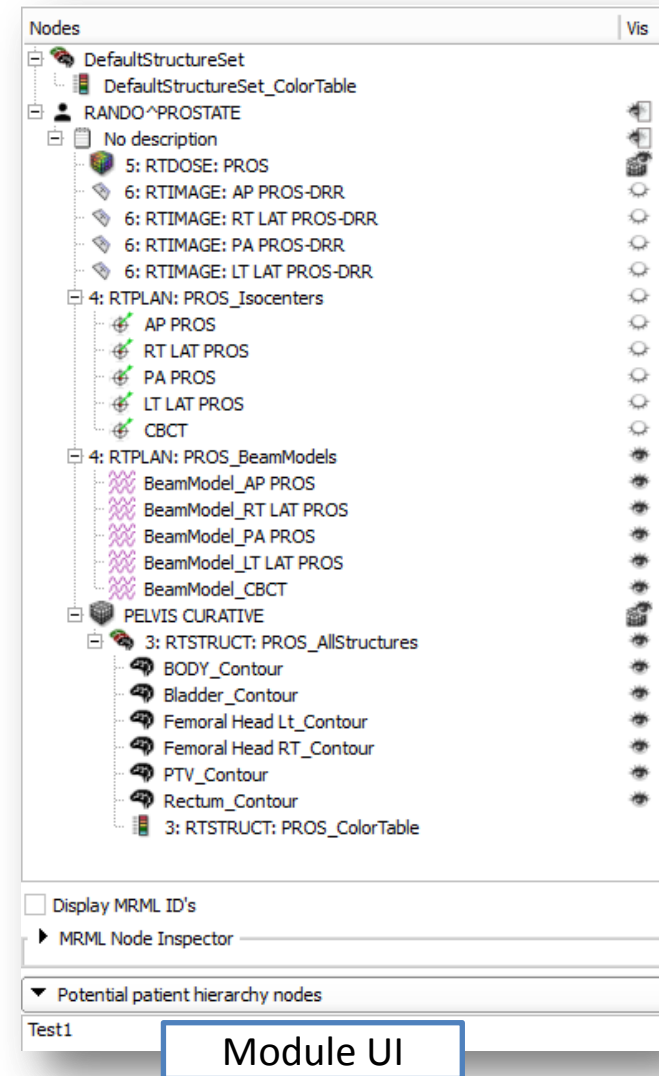 Nodes Vis
DefaultStructureSet
DefaultStructureSet_ColorTable
RANDO^PROSTATE
No description
5: RTDOSE: PROS
6: RTIMAGE: AP PROS-DRR
6: RTIMAGE: RT LAT PROS-DRR
6: RTIMAGE: PA PROS-DRR
6: RTIMAGE: LT LAT PROS-DRR
4: RTPLAN: PROS_Isocenters
AP PROS
RT LAT PROS
PA PROS
LT LAT PROS
CBCT
4: RTPLAN: PROS_BeamModels
BeamModel_AP PROS
BeamModel_RT LAT PROS
BeamModel_PA PROS
BeamModel_LT LAT PROS
BeamModel_CBCT
PELVIS CURATIVE
3: RTSTRUCT: PROS_AllStructures
BODY_Contour
Bladder_Contour
Femoral Head Lt_Contour
Femoral Head RT_Contour
PTV_Contour
Rectum_Contour
3: RTSTRUCT: PROS_ColorTable
Display MRML ID's
MRML Node Inspector
Potential patient hierarchy nodes
Test1
Module UI